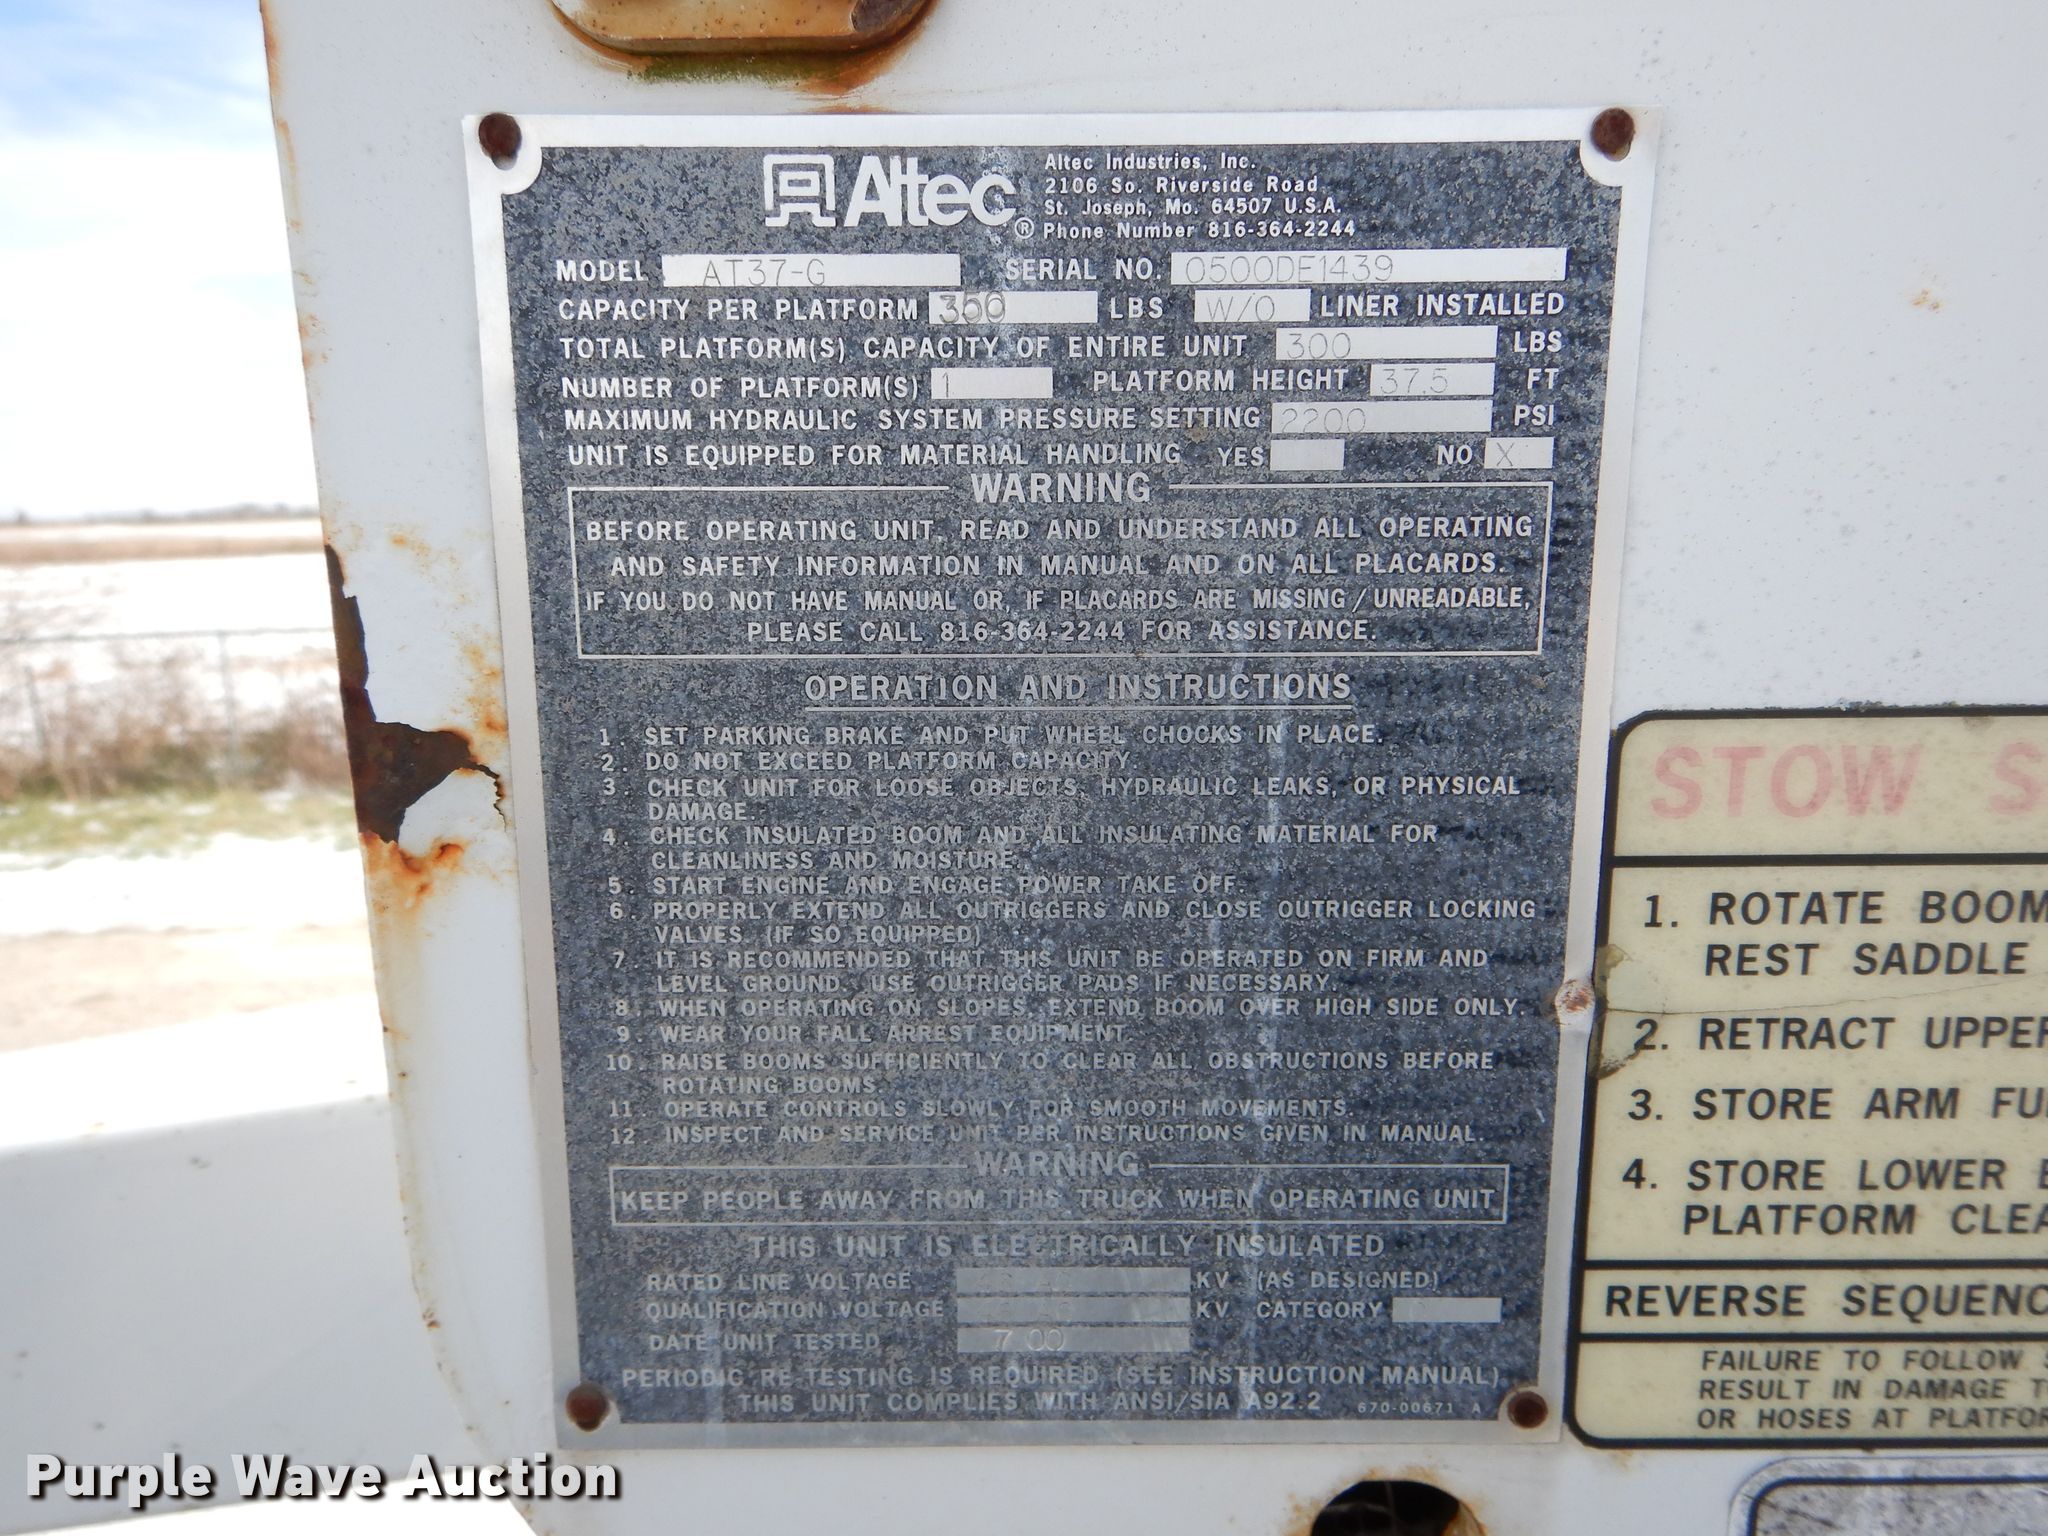 Altec®
Altec Industries, Inc.
2106 So. Riverside Road
St. Joseph, Mo. 64507 U.S.A.
Phone Number 816-364-2244
MODEL AT37-G SERIAL NO. 0500DE1439
CAPACITY PER PLATFORM LBS W/O LINER INSTALLED
TOTAL PLATFORM(S) CAPACITY OF ENTIRE UNIT 300 LBS
NUMBER OF PLATFORM(S) 1 PLATFORM HEIGHT 37.5 FT
MAXIMUM HYDRAULIC SYSTEM PRESSURE SETTING 2200 PSI
UNIT IS EQUIPPED FOR MATERIAL HANDLING YES NO X
WARNING
BEFORE OPERATING UNIT, READ AND UNDERSTAND ALL OPERATING
AND SAFETY INFORMATION IN MANUAL AND ON ALL PLACARDS.
IF YOU DO NOT HAVE MANUAL OR, IF PLACARDS ARE MISSING/UNREADABLE,
PLEASE CALL 816-364-2244 FOR ASSISTANCE.
OPERATION AND INSTRUCTIONS
1. SET PARKING BRAKE AND PUT WHEEL CHOCKS IN PLACE.
2. DO NOT EXCEED PLATFORM CAPACITY.
3. CHECK UNIT FOR LOOSE OBJECTS, HYDRAULIC LEAKS, OR PHYSICAL
DAMAGE.
4. CHECK INSULATED BOOM AND ALL INSULATING MATERIAL FOR
CLEANLINESS AND MOISTURE.
5. START ENGINE AND ENGAGE POWER TAKE OFF.
6. PROPERLY EXTEND ALL OUTRIGGERS AND CLOSE OUTRIGGER LOCKING
VALVES. (IF SO EQUIPPED)
7. IT IS RECOMMENDED THAT THIS UNIT BE OPERATED ON FIRM AND
LEVEL GROUND. USE OUTRIGGER PADS IF NECESSARY.
8. WHEN OPERATING ON SLOPES, EXTEND BOOM OVER HIGH SIDE ONLY.
9. WEAR YOUR FALL ARREST EQUIPMENT.
10. RAISE BOOMS SUFFICIENTLY TO CLEAR ALL OBSTRUCTIONS BEFORE
ROTATING BOOMS.
11. OPERATE CONTROLS SLOWLY FOR SMOOTH MOVEMENTS.
12. INSPECT AND SERVICE UNIT PER INSTRUCTIONS GIVEN IN MANUAL.
WARNING
KEEP PEOPLE AWAY FROM THIS TRUCK WHEN OPERATING UNIT
THIS UNIT IS ELECTRICALLY INSULATED
RATED LINE VOLTAGE KV (AS DESIGNED)
QUALIFICATION VOLTAGE KV CATEGORY
DATE UNIT TESTED 7 00
PERIODIC RE-TESTING IS REQUIRED (SEE INSTRUCTION MANUAL)
THIS UNIT COMPLIES WITH ANSI/SIA A92.2 670-00671 A
STOW S
1. ROTATE BOOM
REST SADDLE
2. RETRACT UPPER
3. STORE ARM FU
4. STORE LOWER
PLATFORM CLEA
REVERSE SEQUENC
FAILURE TO FOLLOW
RESULT IN DAMAGE T
OR HOSES AT PLATFOR
Purple Wave Auction